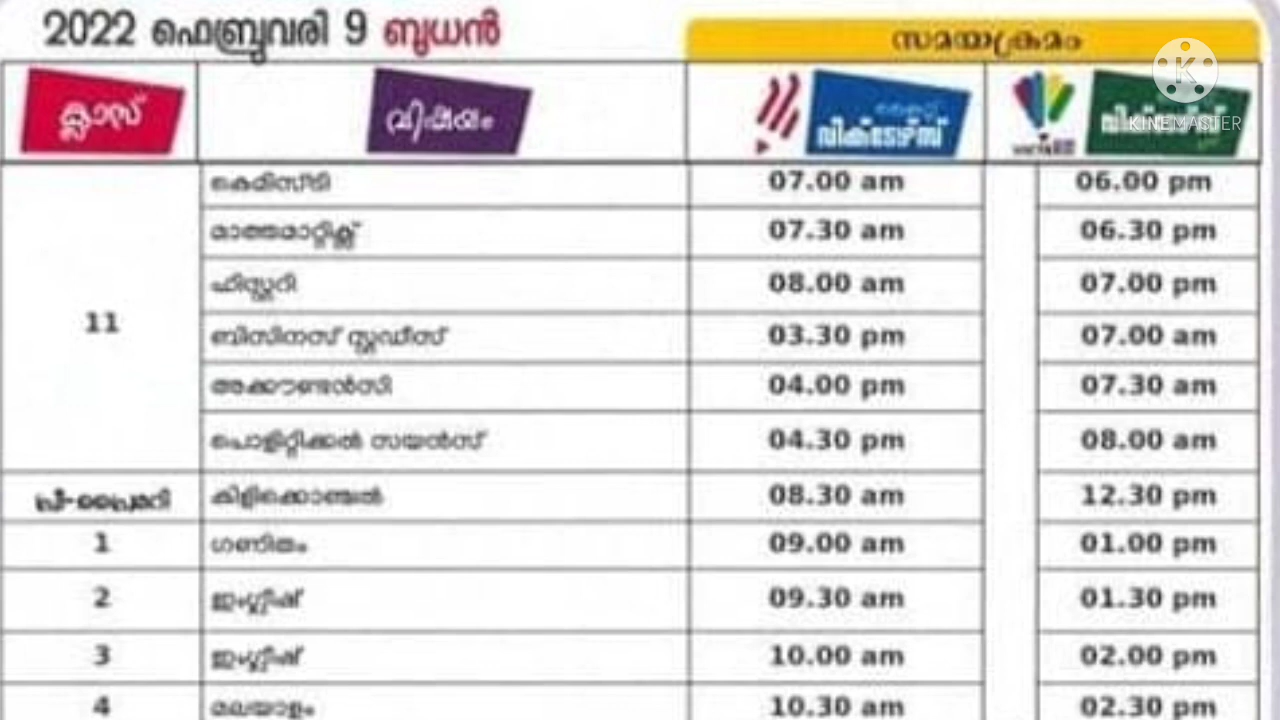 2022 ഫെബ്രുവരി 9 ബുധൻ
സമയക്രമം
ക്ലാസ് വിഷയം കൈറ്റ് വിക്ടേഴ്സ് വിക്ടേഴ്സ്
KINEMASTER
11 കെമിസ്ട്രി 07.00 am 06.00 pm
മാത്തമാറ്റിക്സ് 07.30 am 06.30 pm
ഹിസ്റ്ററി 08.00 am 07.00 pm
ബിസിനസ് സ്റ്റഡീസ് 03.30 pm 07.00 am
അക്കൗണ്ടൻസി 04.00 pm 07.30 am
പൊളിറ്റിക്കൽ സയൻസ് 04.30 pm 08.00 am
പ്രീ-പ്രൈമറി കിളിക്കൊഞ്ചൽ 08.30 am 12.30 pm
1 ഗണിതം 09.00 am 01.00 pm
2 ഇംഗ്ലീഷ് 09.30 am 01.30 pm
3 ഇംഗ്ലീഷ് 10.00 am 02.00 pm
4 മലയാളം 10.30 am 02.30 pm